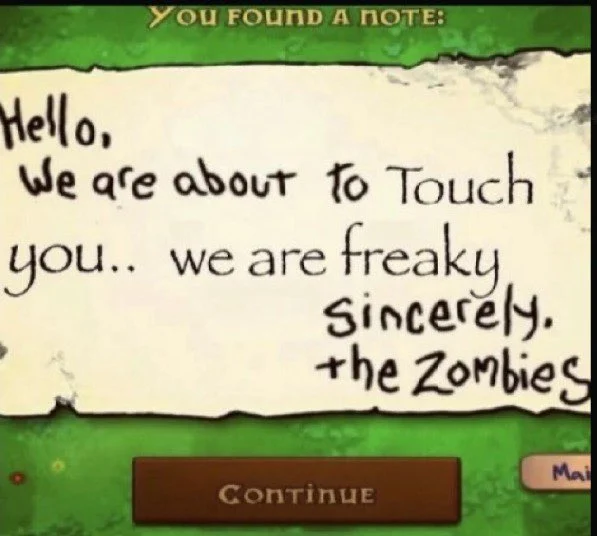 YOU FOUND A NOTE:
Hello,
We are about to Touch
you.. we are freaky
sincerely.
the Zombies
CONTINUE